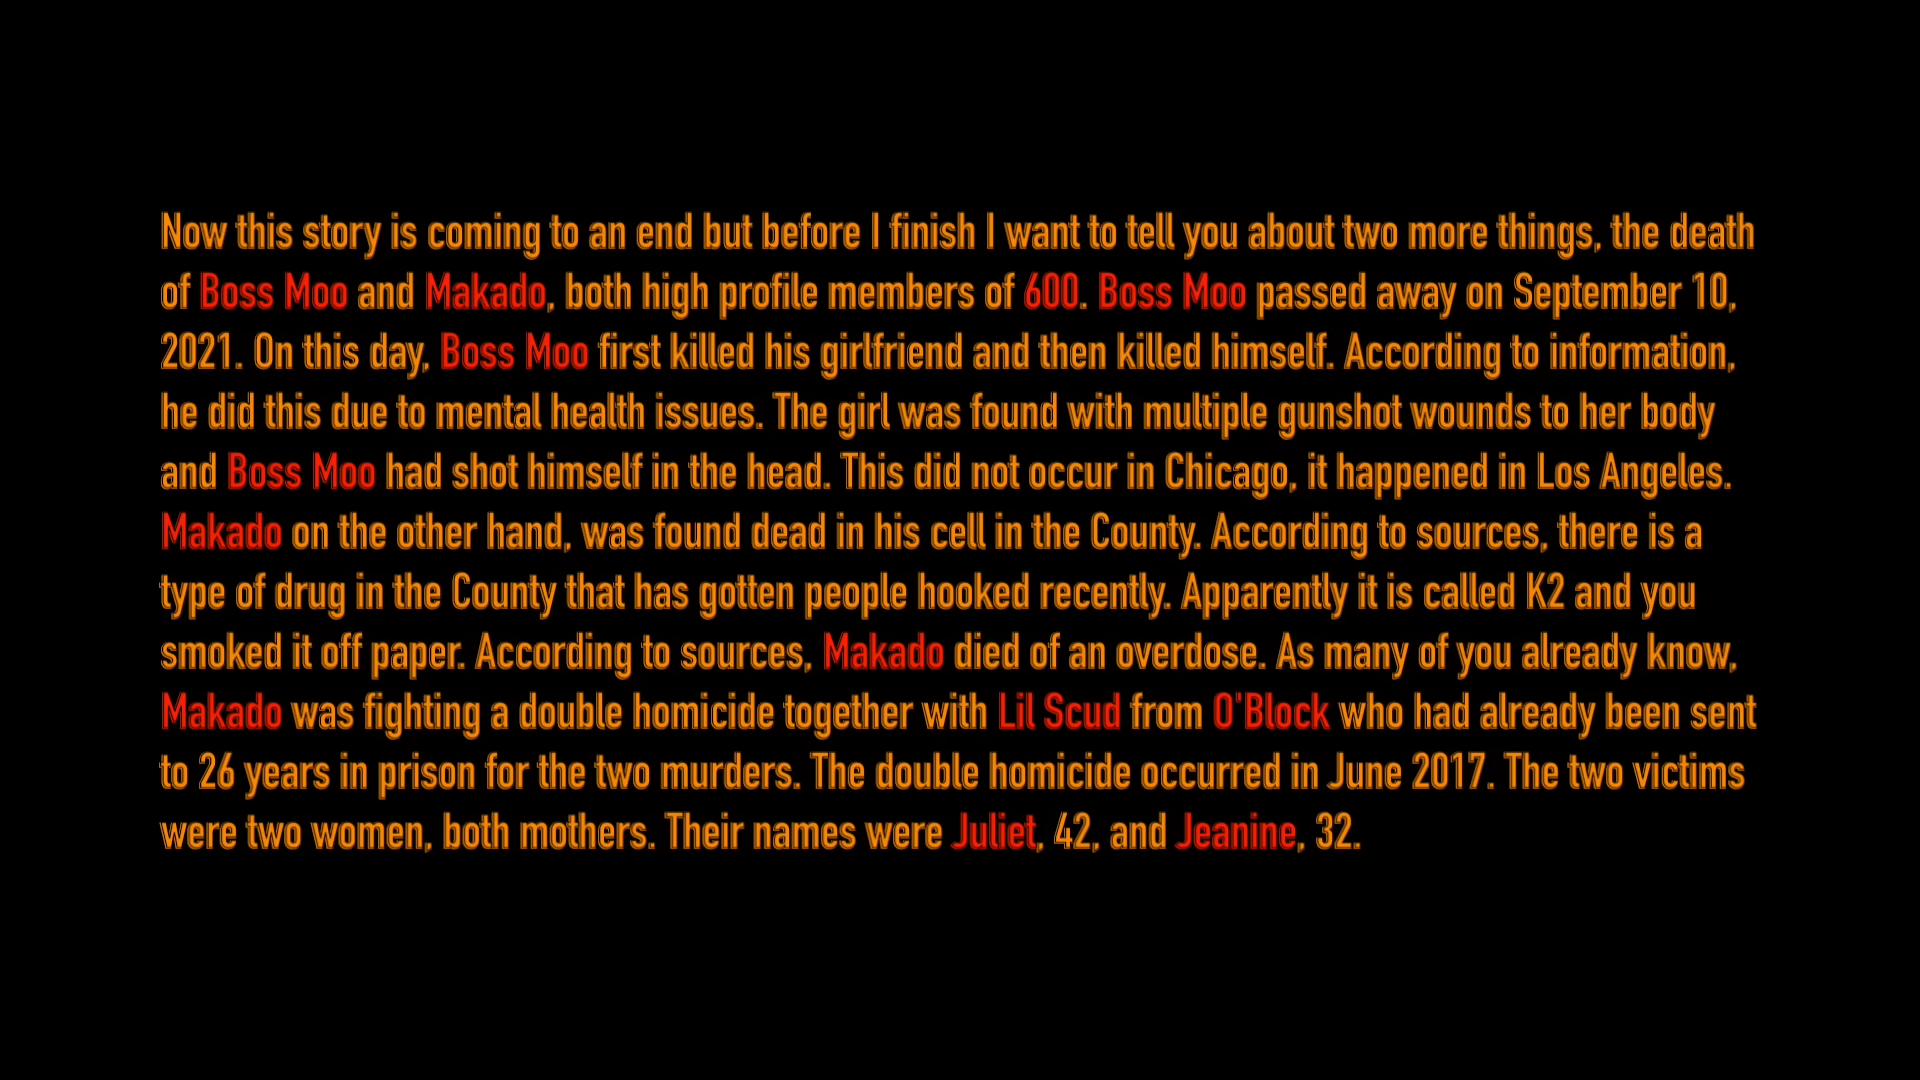 Now this story is coming to an end but before I finish I want to tell you about two more things, the death
of Boss Moo and Makado, both high profile members of 600. Boss Moo passed away on September 10,
2021. On this day, Boss Moo first killed his girlfriend and then killed himself. According to information,
he did this due to mental health issues. The girl was found with multiple gunshot wounds to her body
and Boss Moo had shot himself in the head. This did not occur in Chicago, it happened in Los Angeles.
Makado on the other hand, was found dead in his cell in the County. According to sources, there is a
type of drug in the County that has gotten people hooked recently. Apparently it is called K2 and you
smoked it off paper. According to sources, Makado died of an overdose. As many of you already know,
Makado was fighting a double homicide together with Lil Scud from O'Block who had already been sent
to 26 years in prison for the two murders. The double homicide occurred in June 2017. The two victims
were two women, both mothers. Their names were Juliet, 42, and Jeanine, 32.